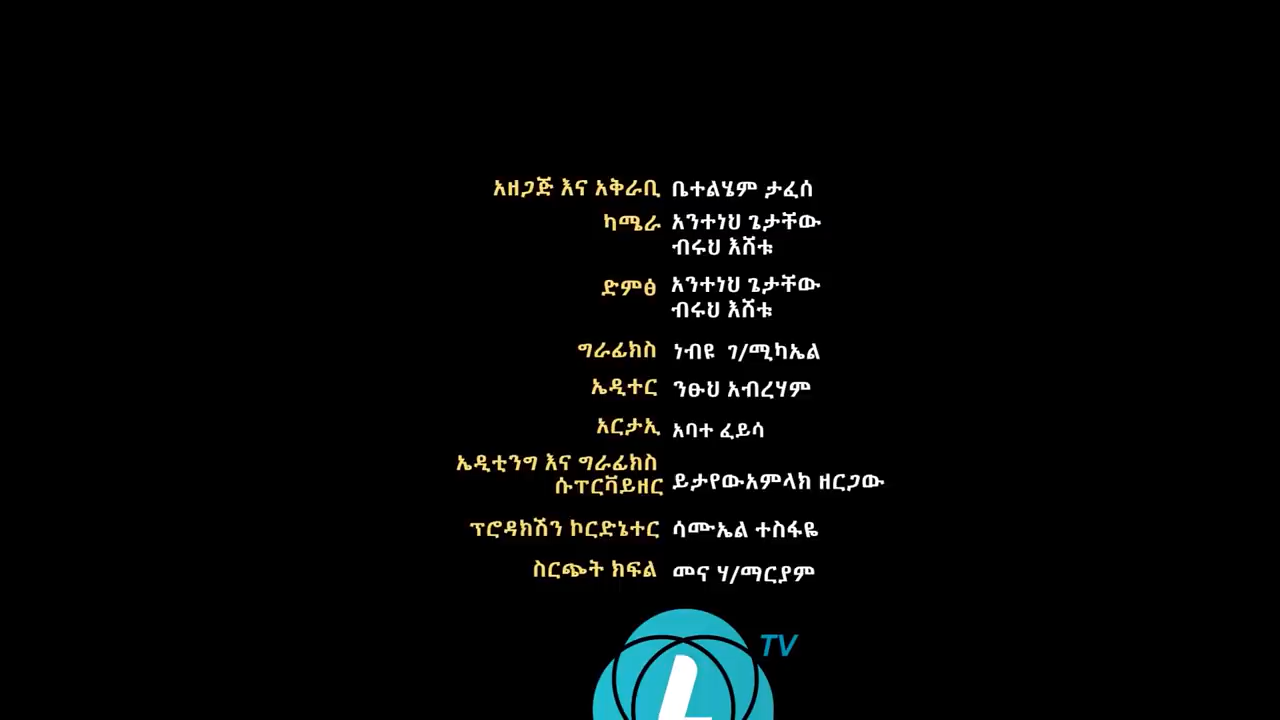 አዘጋጅ እና አቅራቢ ቤተልሄም ታፈሰ
ካሜራ አንተነህ ጌታቸው
ብሩህ እሸቱ
ድምፅ አንተነህ ጌታቸው
ብሩህ እሸቱ
ግራፊክስ ነብዩ ገ/ሚካኤል
ኤዲተር ንፁህ አብረሃም
አርታኢ አባተ ፈይሳ
ኤዲቲንግ እና ግራፊክስ
ሱፐርቫይዘር ይታየውአምላክ ዘርጋው
ፕሮዳክሽን ኮርድኔተር ሳሙኤል ተስፋዬ
ስርጭት ክፍል መና ሃ/ማርያም
TV
L